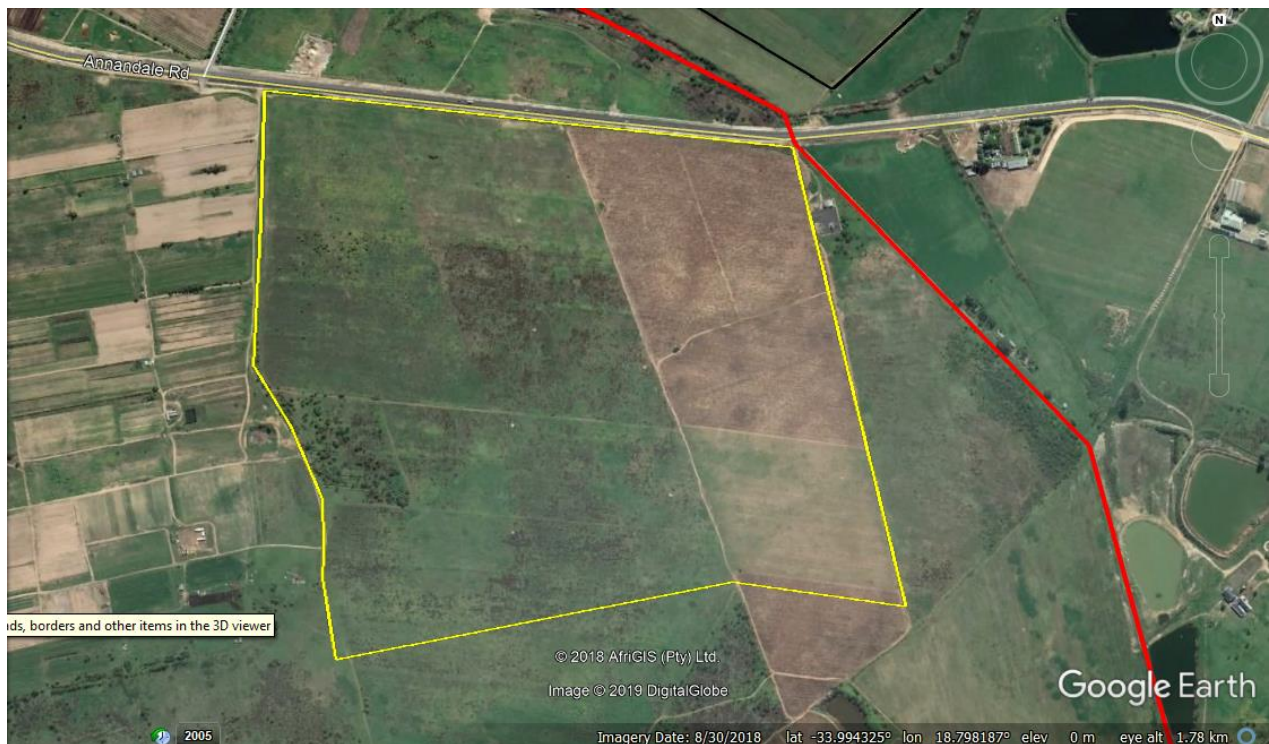 N
Annandale Rd
ds, borders and other items in the 3D viewer
© 2018 AfriGIS (Pty) Ltd.
Image © 2019 DigitalGlobe
Google Earth
2005
Imagery Date: 8/30/2018 lat -33.994325° lon 18.798187° elev 0 m eye alt 1.78 km